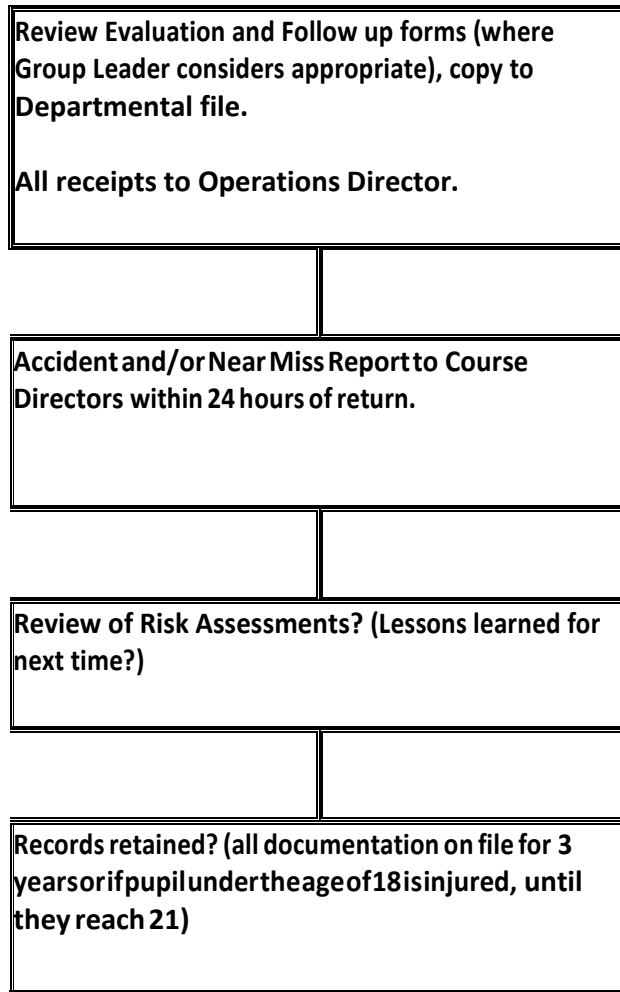 Review Evaluation and Follow up forms (where
Group Leader considers appropriate), copy to
Departmental file.
All receipts to Operations Director.
Accident and/or Near Miss Report to Course
Directors within 24 hours of return.
Review of Risk Assessments? (Lessons learned for
next time?)
Records retained? (all documentation on file for 3
years or if pupil under the age of 18 is injured, until
they reach 21)